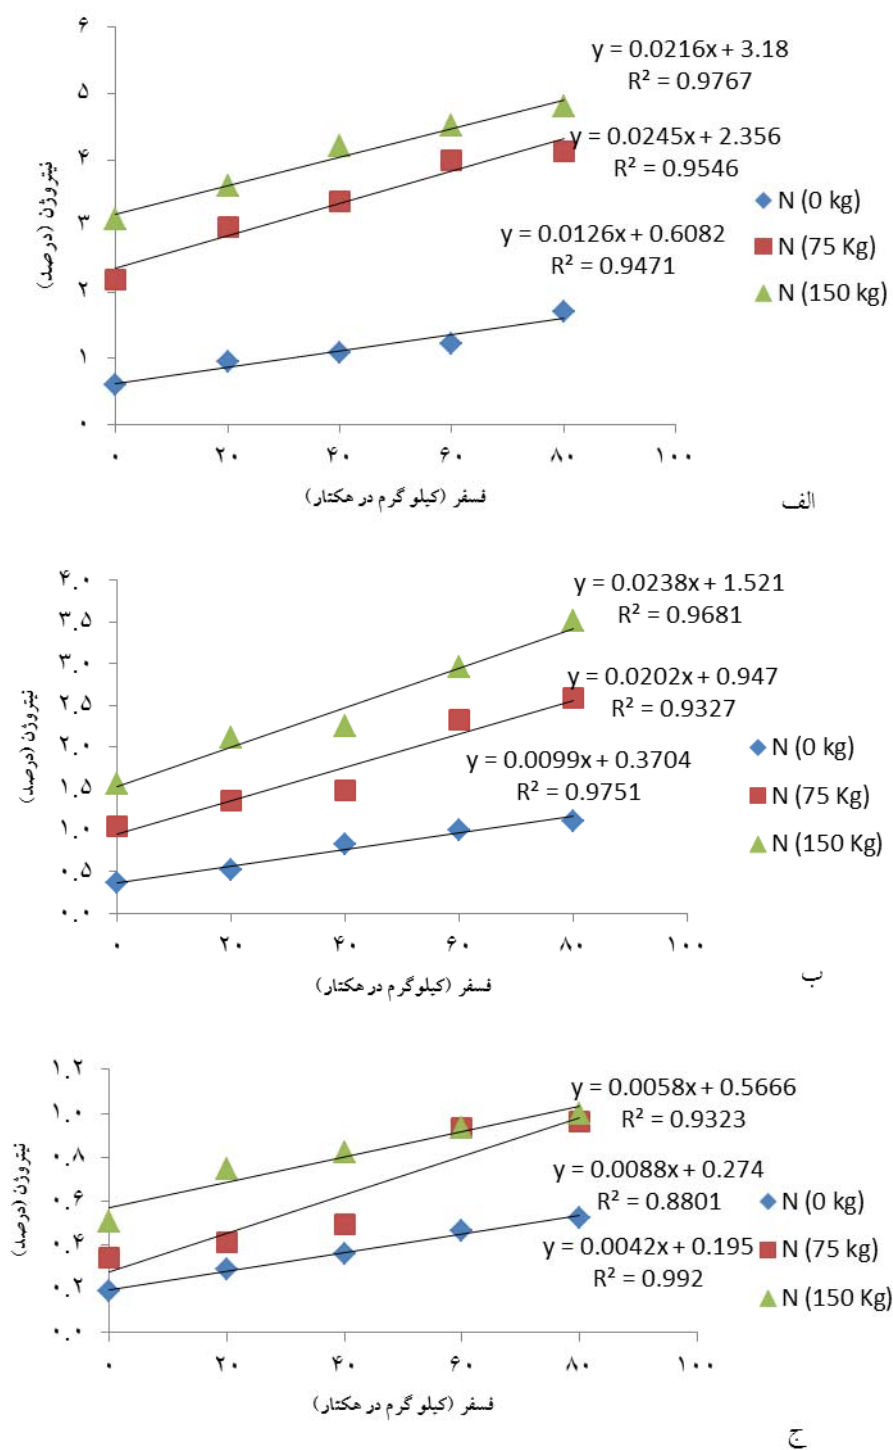 ۶
۵
۴
۳
۲
۱
۰
نیتروژن (درصد)
y = 0.0216x + 3.18
R² = 0.9767
y = 0.0245x + 2.356
R² = 0.9546
y = 0.0126x + 0.6082
R² = 0.9471
N (0 kg)
N (75 Kg)
N (150 kg)
۰ ۲۰ ۴۰ ۶۰ ۸۰ ۱۰۰
فسفر (کیلو گرم در هکتار)
الف
۴.۰
۳.۵
۳.۰
۲.۵
۲.۰
۱.۵
۱.۰
۰.۵
۰.۰
نیتروژن (درصد)
y = 0.0238x + 1.521
R² = 0.9681
y = 0.0202x + 0.947
R² = 0.9327
y = 0.0099x + 0.3704
R² = 0.9751
N (0 kg)
N (75 Kg)
N (150 Kg)
۰ ۲۰ ۴۰ ۶۰ ۸۰ ۱۰۰
فسفر (کیلوگرم در هکتار)
ب
۱.۲
۱.۰
۰.۸
۰.۶
۰.۴
۰.۲
۰.۰
نیتروژن (درصد)
y = 0.0058x + 0.5666
R² = 0.9323
y = 0.0088x + 0.274
R² = 0.8801
y = 0.0042x + 0.195
R² = 0.992
N (0 kg)
N (75 kg)
N (150 Kg)
۰ ۲۰ ۴۰ ۶۰ ۸۰ ۱۰۰
فسفر (کیلو گرم در هکتار)
ج